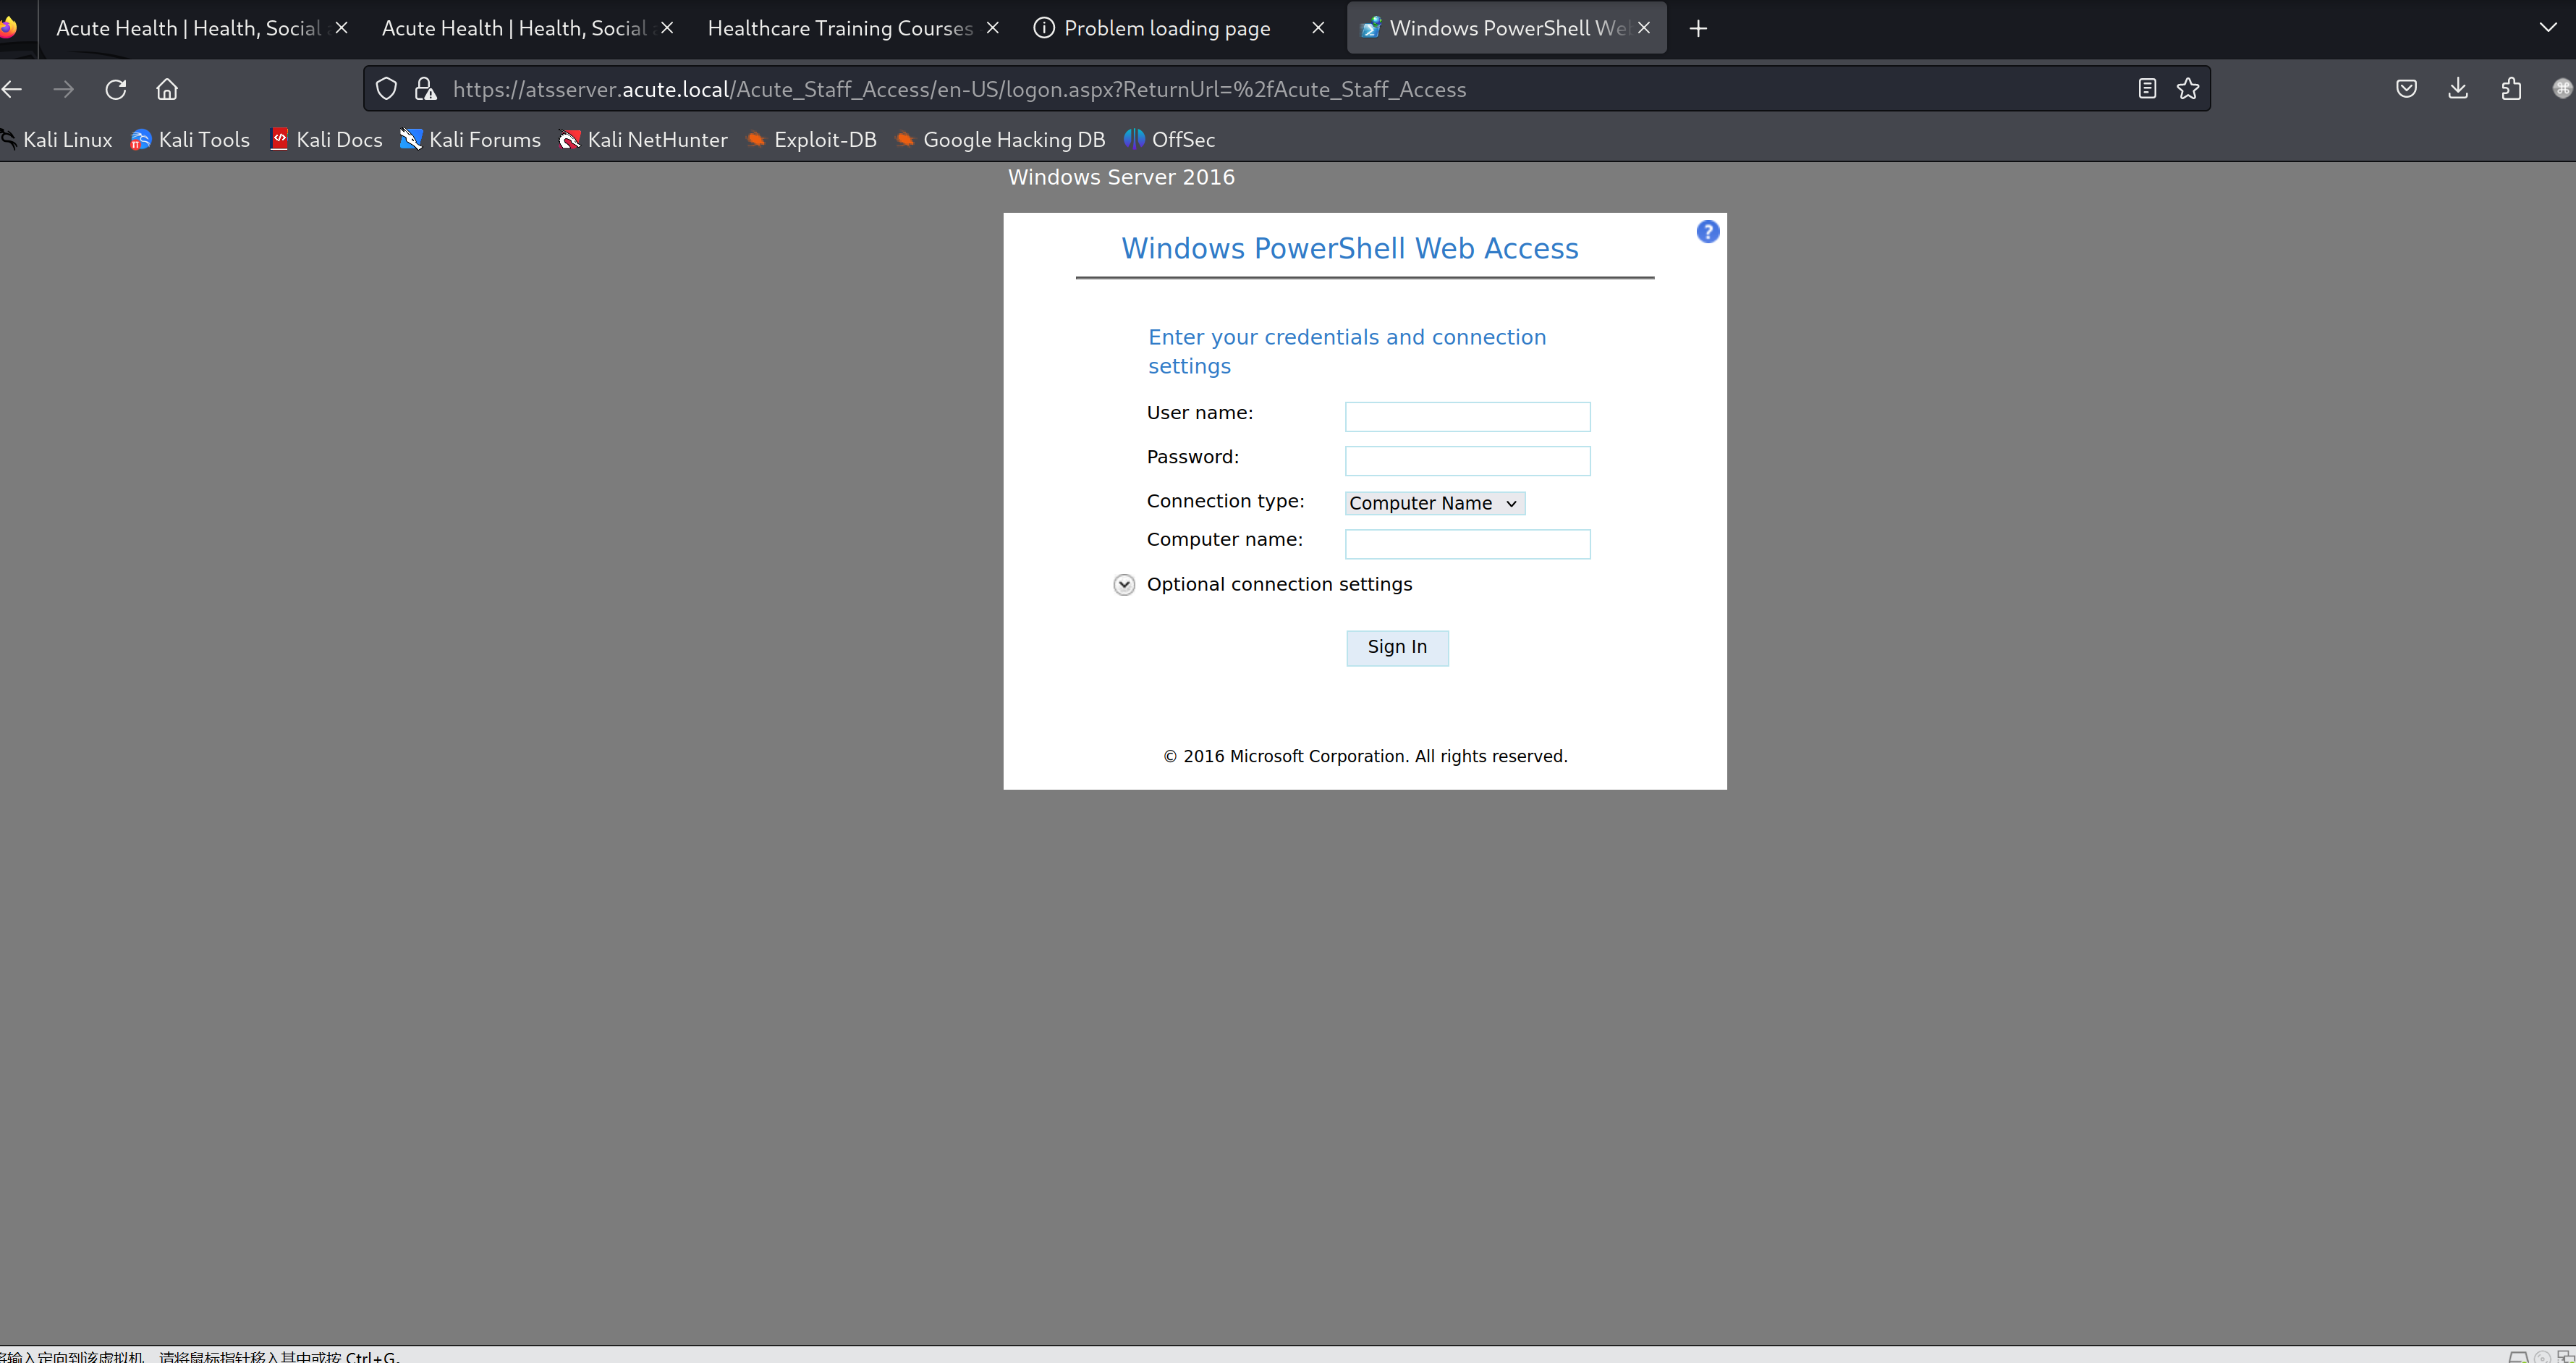 Acute Health | Health, Social
Acute Health | Health, Social
Healthcare Training Courses
Problem loading page
Windows PowerShell We
https://atsserver.acute.local/Acute_Staff_Access/en-US/logon.aspx?ReturnUrl=%2fAcute_Staff_Access
Kali Linux
Kali Tools
Kali Docs
Kali Forums
Kali NetHunter
Exploit-DB
Google Hacking DB
OffSec
Windows Server 2016
Windows PowerShell Web Access
Enter your credentials and connection
settings
User name:
Password:
Connection type:
Computer Name
Computer name:
Optional connection settings
Sign In
© 2016 Microsoft Corporation. All rights reserved.
将输入定向到该虚拟机，请将鼠标指针移入其中或按 Ctrl+G。